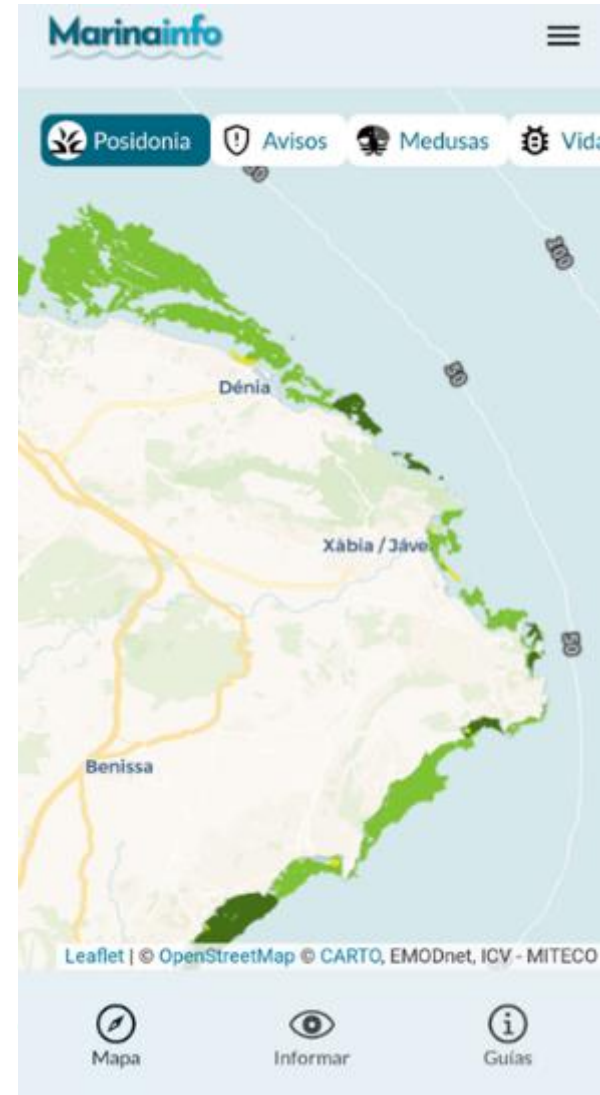 Marinainfo
Posidonia Avisos Medusas Vida
100
50
Dénia
Xàbia / Jáve
50
Benissa
Leaflet | © OpenStreetMap © CARTO, EMODnet, ICV - MITECO
Mapa Informar Guías